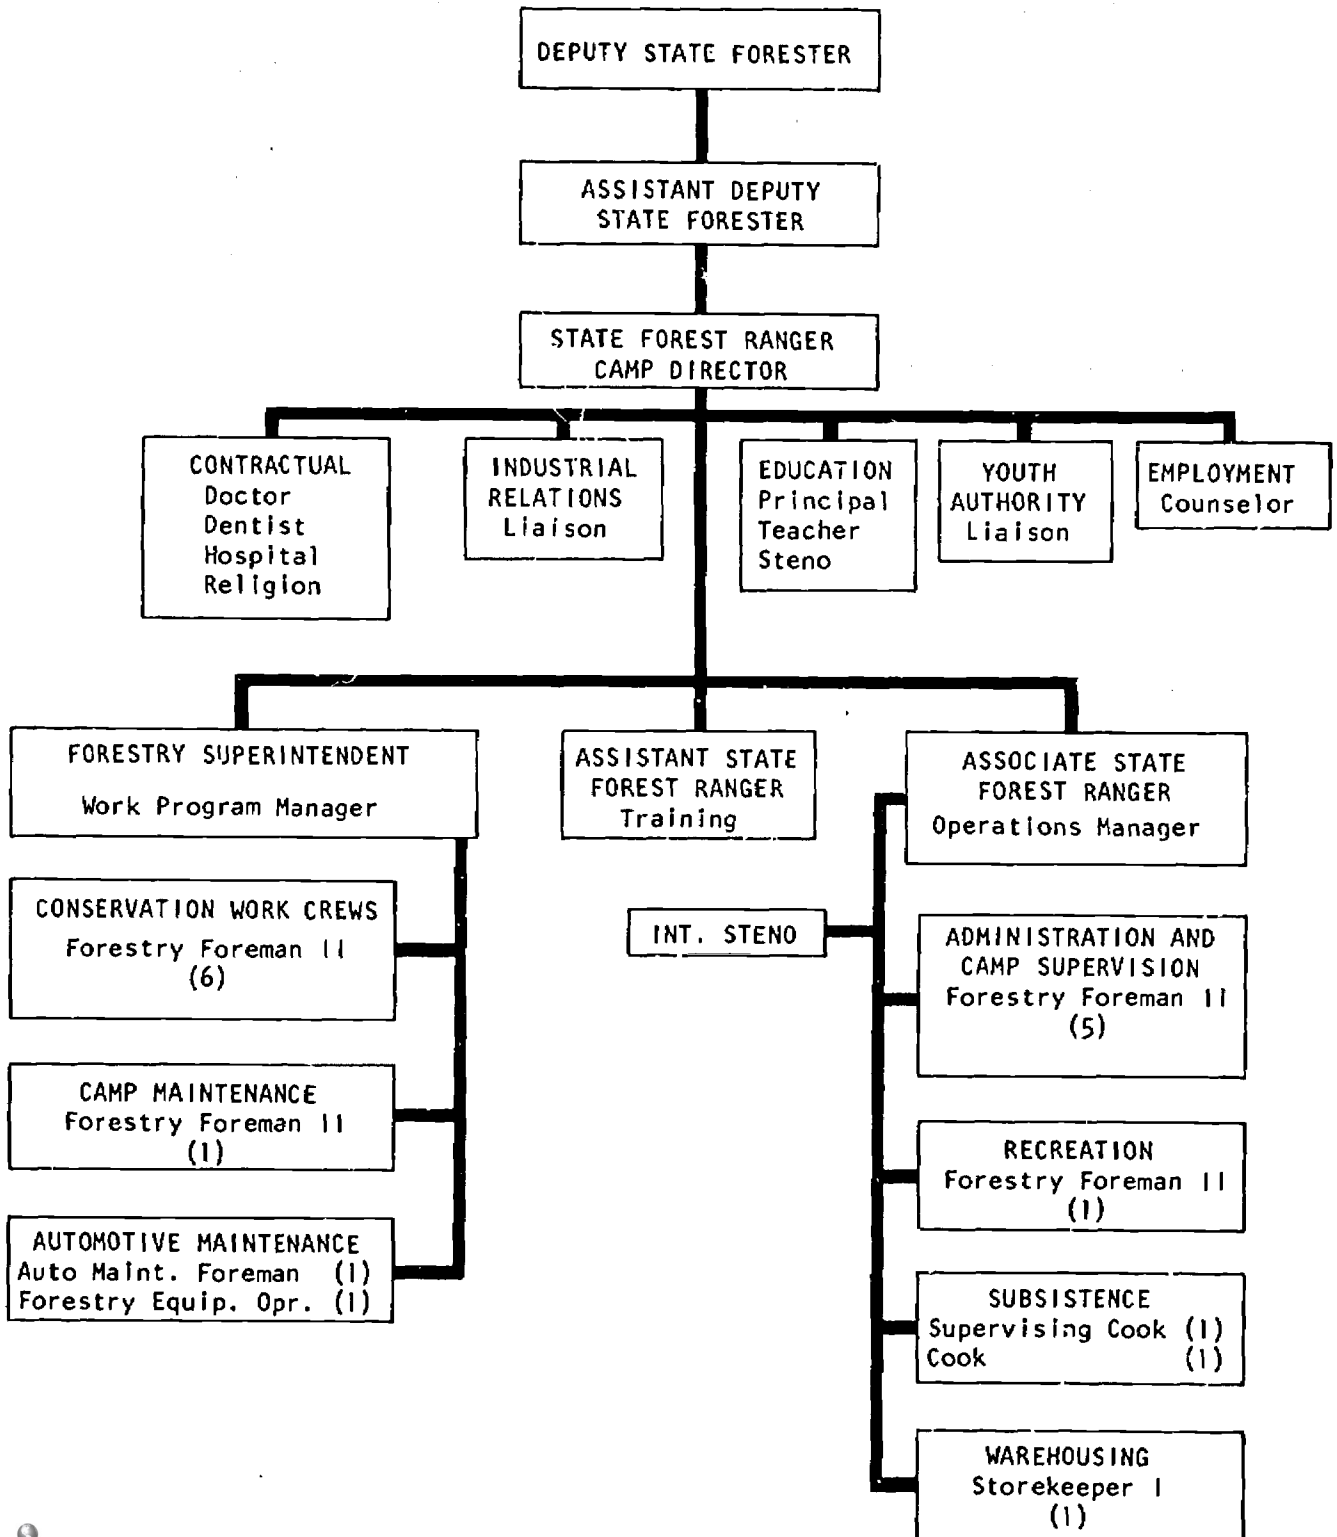 DEPUTY STATE FORESTER
ASSISTANT DEPUTY
STATE FORESTER
STATE FOREST RANGER
CAMP DIRECTOR
CONTRACTUAL
Doctor
Dentist
Hospital
Religion
INDUSTRIAL
RELATIONS
Liaison
EDUCATION
Principal
Teacher
Steno
YOUTH
AUTHORITY
Liaison
EMPLOYMENT
Counselor
FORESTRY SUPERINTENDENT
Work Program Manager
ASSISTANT STATE
FOREST RANGER
Training
ASSOCIATE STATE
FOREST RANGER
Operations Manager
CONSERVATION WORK CREWS
Forestry Foreman II
(6)
CAMP MAINTENANCE
Forestry Foreman II
(1)
AUTOMOTIVE MAINTENANCE
Auto Maint. Foreman (1)
Forestry Equip. Opr. (1)
INT. STENO
ADMINISTRATION AND
CAMP SUPERVISION
Forestry Foreman II
(5)
RECREATION
Forestry Foreman II
(1)
SUBSISTENCE
Supervising Cook (1)
Cook (1)
WAREHOUSING
Storekeeper I
(1)